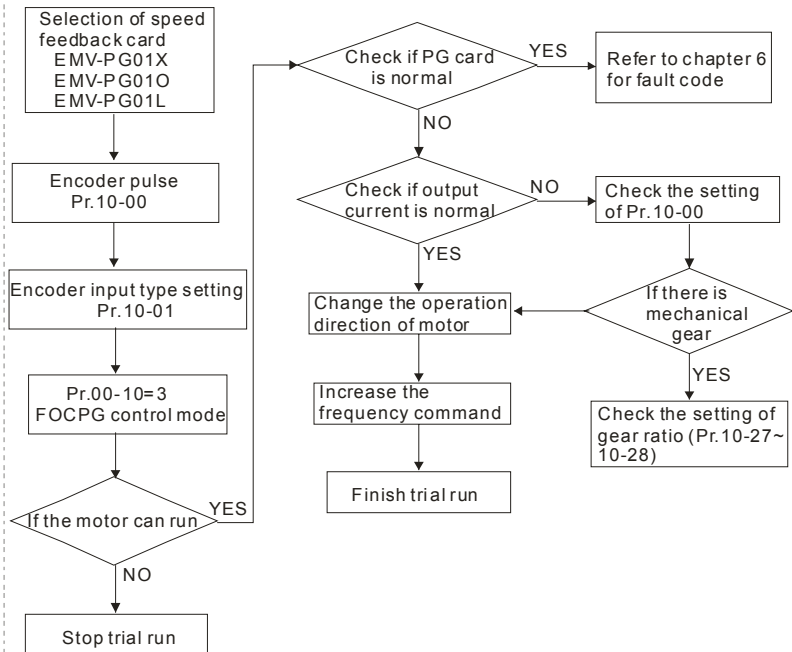 Selection of speed
feedback card
EMV-PG01X
EMV-PG01O
EMV-PG01L
Encoder pulse
Pr.10-00
Encoder input type setting
Pr.10-01
Pr.00-10=3
FOCPG control mode
If the motor can run
YES
NO
Stop trial run
Check if PG card
is normal
YES
Refer to chapter 6
for fault code
NO
Check if output
current is normal
NO
Check the setting
of Pr.10-00
YES
Change the operation
direction of motor
If there is
mechanical
gear
YES
Increase the
frequency command
Check the setting of
gear ratio (Pr.10-27~
10-28)
Finish trial run